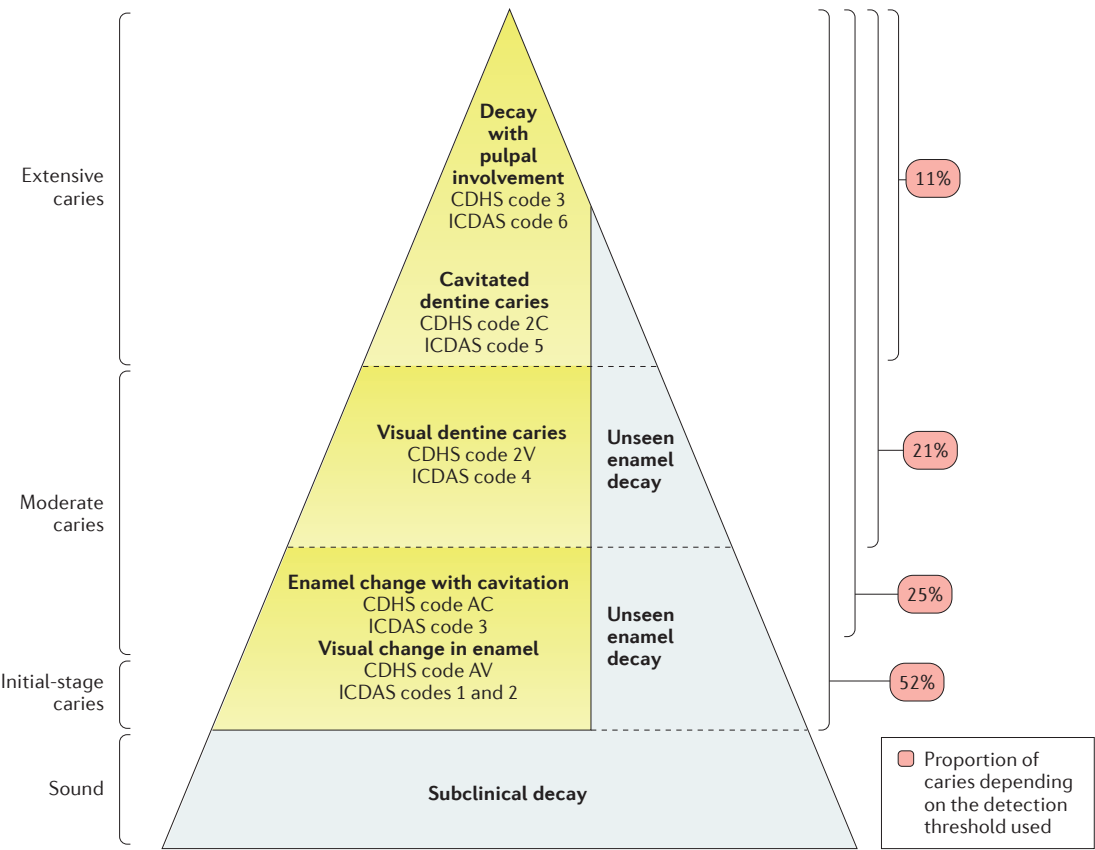 Extensive
caries
Moderate
caries
Initial-stage
caries
Sound
Decay
with
pulpal
involvement
CDHS code 3
ICDAS code 6
Cavitated
dentine caries
CDHS code 2C
ICDAS code 5
Visual dentine caries
CDHS code 2V
ICDAS code 4
Unseen
enamel
decay
Enamel change with cavitation
CDHS code AC
ICDAS code 3
Visual change in enamel
CDHS code AV
ICDAS codes 1 and 2
Unseen
enamel
decay
Subclinical decay
11%
21%
25%
52%
Proportion of
caries depending
on the detection
threshold used